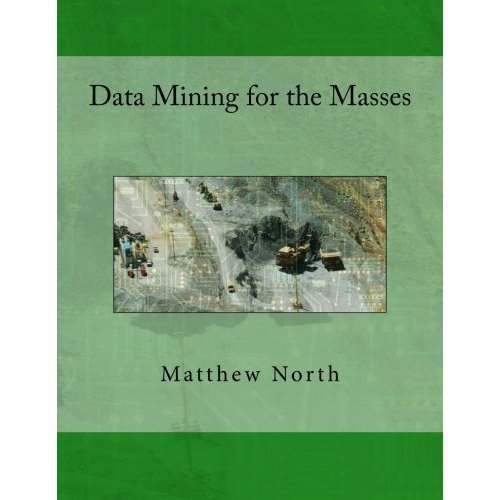 Data Mining for the Masses
Matthew North